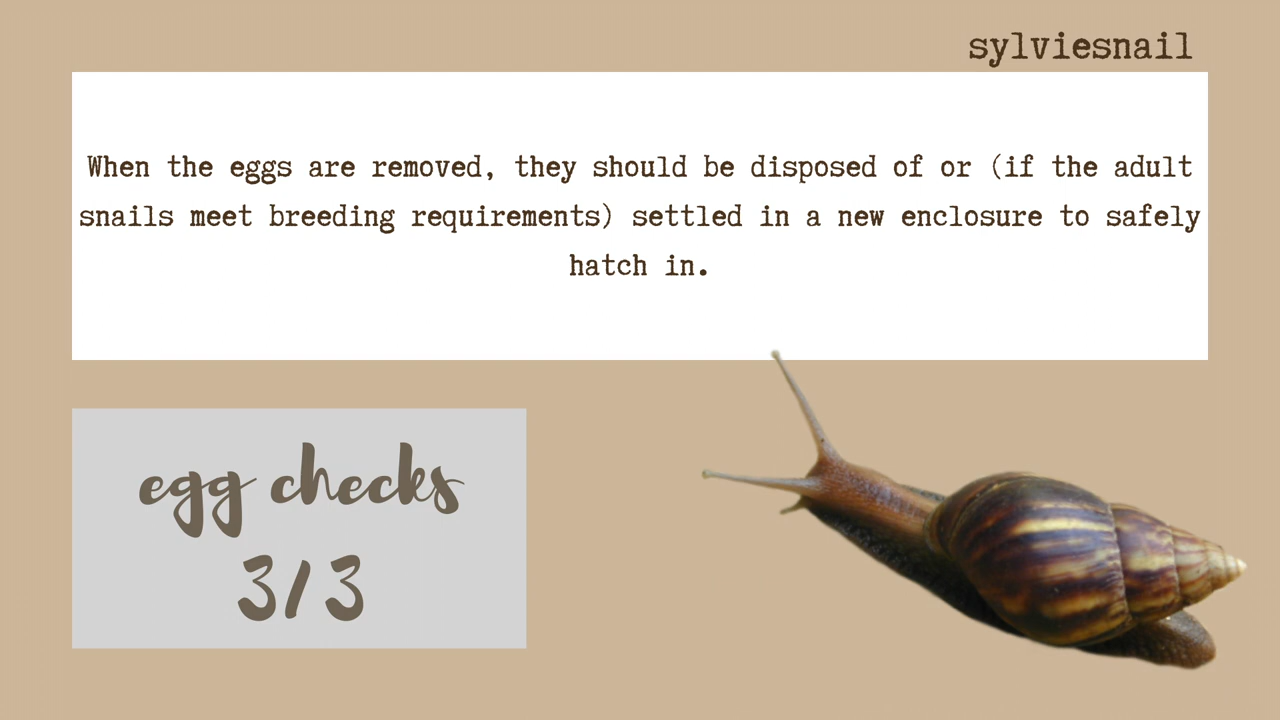 sylviesnail
When the eggs are removed, they should be disposed of or (if the adult
snails meet breeding requirements) settled in a new enclosure to safely
hatch in.
egg checks
3/3